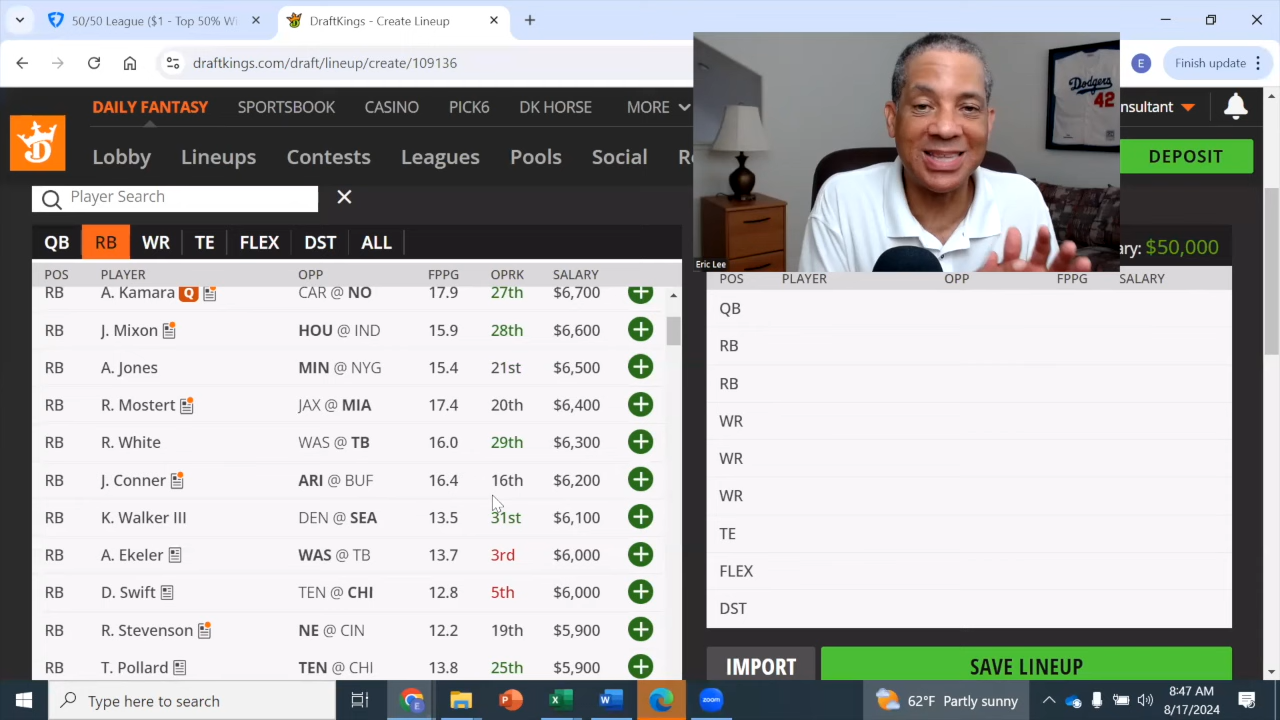 50/50 League ($1 - Top 50% Wi
DraftKings - Create Lineup
draftkings.com/draft/lineup/create/109136
E
Finish update
DAILY FANTASY
SPORTSBOOK
CASINO
PICK6
DK HORSE
MORE
nsultant
Lobby
Lineups
Contests
Leagues
Pools
Social
R
DEPOSIT
Dodgers
42
Eric Lee
Player Search
QB RB WR TE FLEX DST ALL
ary: $50,000
POS PLAYER OPP FPPG OPRK SALARY
RB A. Kamara Q CAR @ NO 17.9 27th $6,700
RB J. Mixon HOU @ IND 15.9 28th $6,600
RB A. Jones MIN @ NYG 15.4 21st $6,500
RB R. Mostert JAX @ MIA 17.4 20th $6,400
RB R. White WAS @ TB 16.0 29th $6,300
RB J. Conner ARI @ BUF 16.4 16th $6,200
RB K. Walker III DEN @ SEA 13.5 31st $6,100
RB A. Ekeler WAS @ TB 13.7 3rd $6,000
RB D. Swift TEN @ CHI 12.8 5th $6,000
RB R. Stevenson NE @ CIN 12.2 19th $5,900
RB T. Pollard TEN @ CHI 13.8 25th $5,900
POS PLAYER OPP FPPG SALARY
QB
RB
RB
WR
WR
WR
TE
FLEX
DST
IMPORT
SAVE LINEUP
Type here to search
zoom
62°F Partly sunny
8:47 AM
8/17/2024